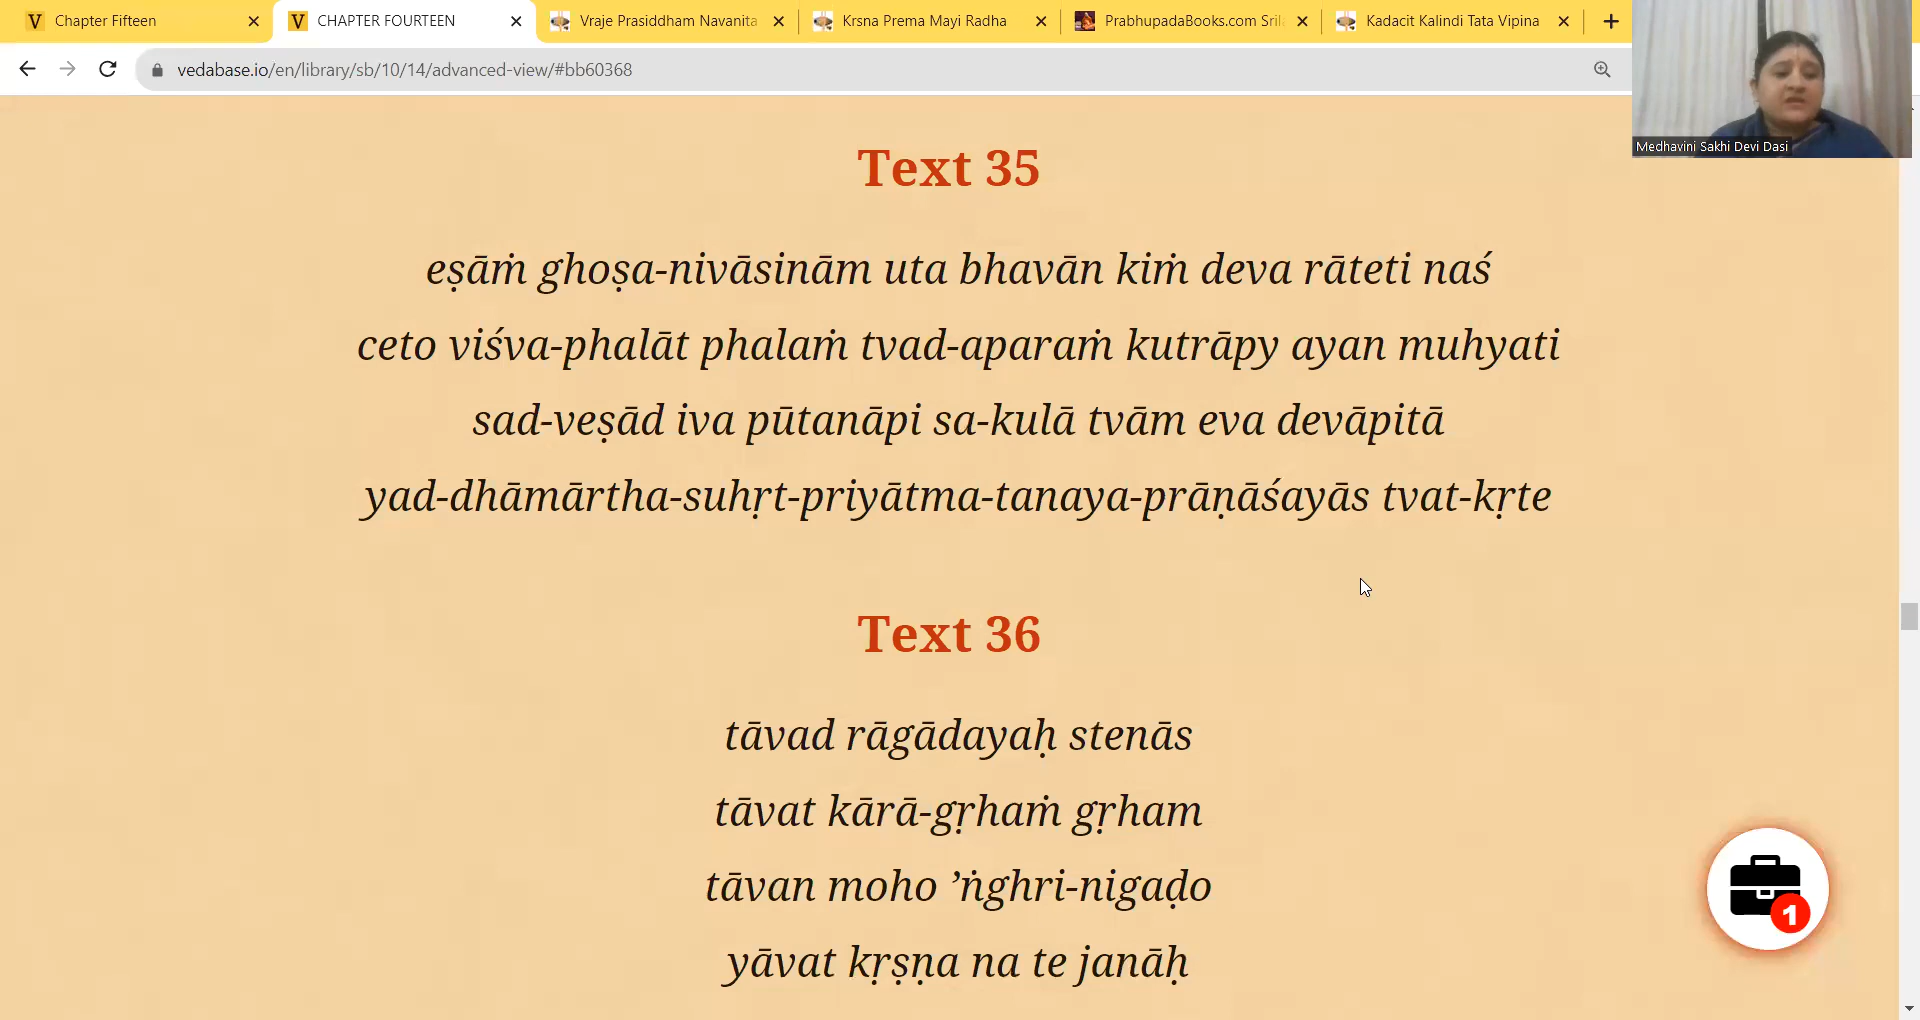 Chapter Fifteen
CHAPTER FOURTEEN
Vraje Prasiddham Navanita
Krsna Prema Mayi Radha
PrabhupadaBooks.com Sril
Kadacit Kalindi Tata Vipina
vedabase.io/en/library/sb/10/14/advanced-view/#bb60368
Medhavini Sakhi Devi Dasi
Text 35
eṣāṁ ghoṣa-nivāsinām uta bhavān kiṁ deva rāteti naś
ceto viśva-phalāt phalaṁ tvad-aparaṁ kutrāpy ayan muhyati
sad-veṣād iva pūtanāpi sa-kulā tvām eva devāpitā
yad-dhāmārtha-suhṛt-priyātma-tanaya-prāṇāśayās tvat-kṛte
Text 36
tāvad rāgādayaḥ stenās
tāvat kārā-gṛhaṁ gṛham
tāvan moho ’ṅghri-nigaḍo
yāvat kṛṣṇa na te janāḥ
1